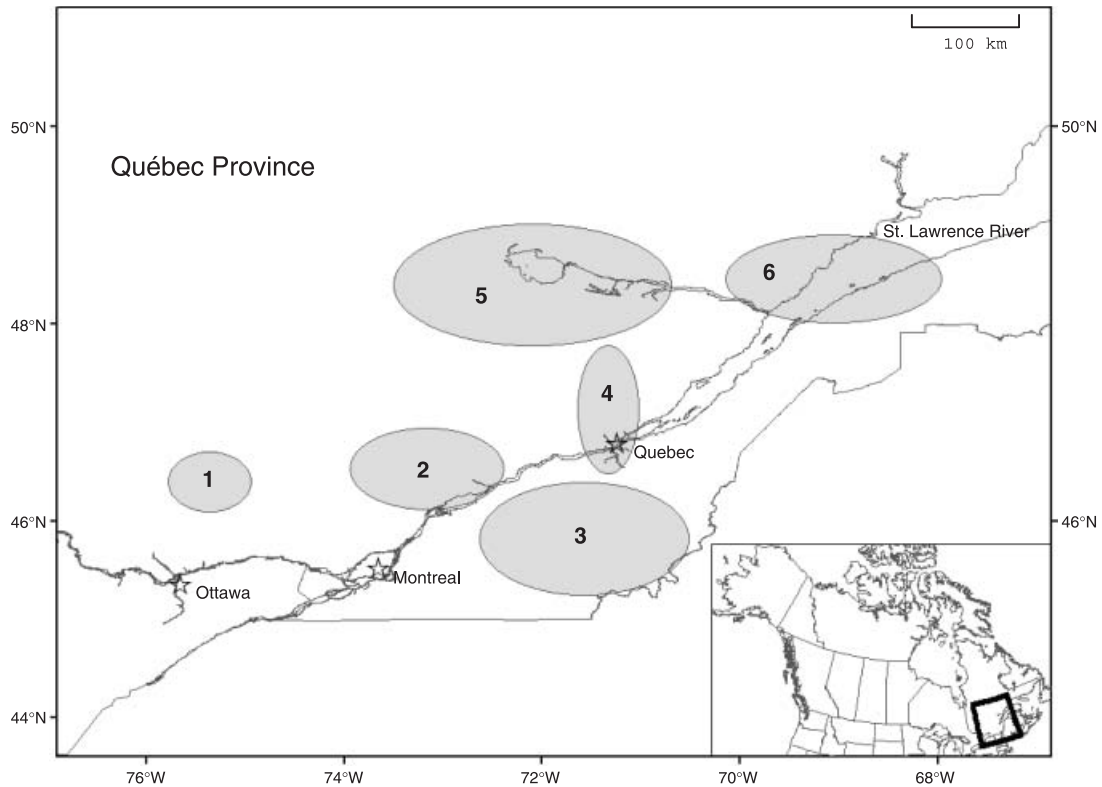 100 km
50°N
50°N
Québec Province
St. Lawrence River
6
5
48°N
4
Quebec
2
1
46°N
46°N
3
Montreal
Ottawa
44°N
76°W
74°W
72°W
70°W
68°W